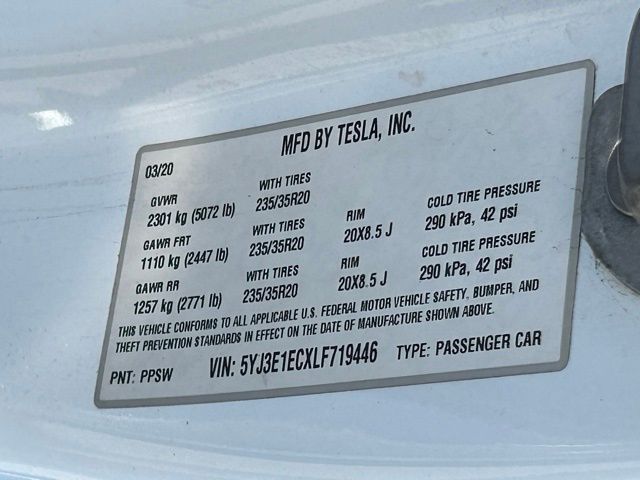 MFD BY TESLA, INC.
03/20
GVWR WITH TIRES
2301 kg (5072 lb) 235/35R20
GAWR FRT WITH TIRES RIM COLD TIRE PRESSURE
1110 kg (2447 lb) 235/35R20 20X8.5 J 290 kPa, 42 psi
GAWR RR WITH TIRES RIM COLD TIRE PRESSURE
1257 kg (2771 lb) 235/35R20 20X8.5 J 290 kPa, 42 psi
THIS VEHICLE CONFORMS TO ALL APPLICABLE U.S. FEDERAL MOTOR VEHICLE SAFETY, BUMPER, AND
THEFT PREVENTION STANDARDS IN EFFECT ON THE DATE OF MANUFACTURE SHOWN ABOVE.
PNT: PPSW VIN: 5YJ3E1ECXLF719446 TYPE: PASSENGER CAR